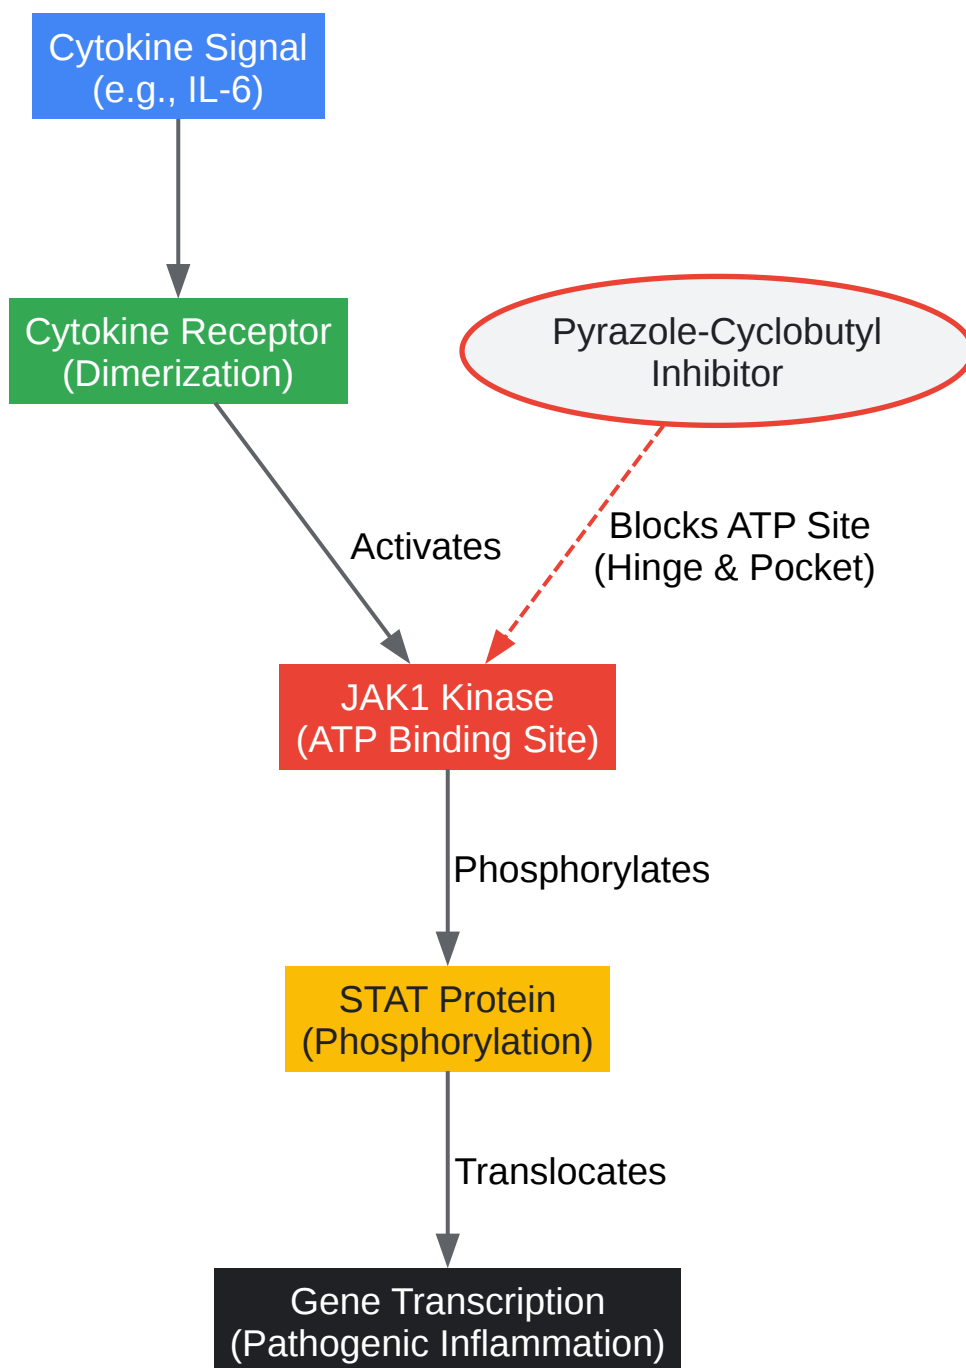 Cytokine Signal
(e.g., IL-6)
Cytokine Receptor
(Dimerization)
Pyrazole-Cyclobutyl
Inhibitor
Activates
Blocks ATP Site
(Hinge & Pocket)
JAK1 Kinase
(ATP Binding Site)
Phosphorylates
STAT Protein
(Phosphorylation)
Translocates
Gene Transcription
(Pathogenic Inflammation)